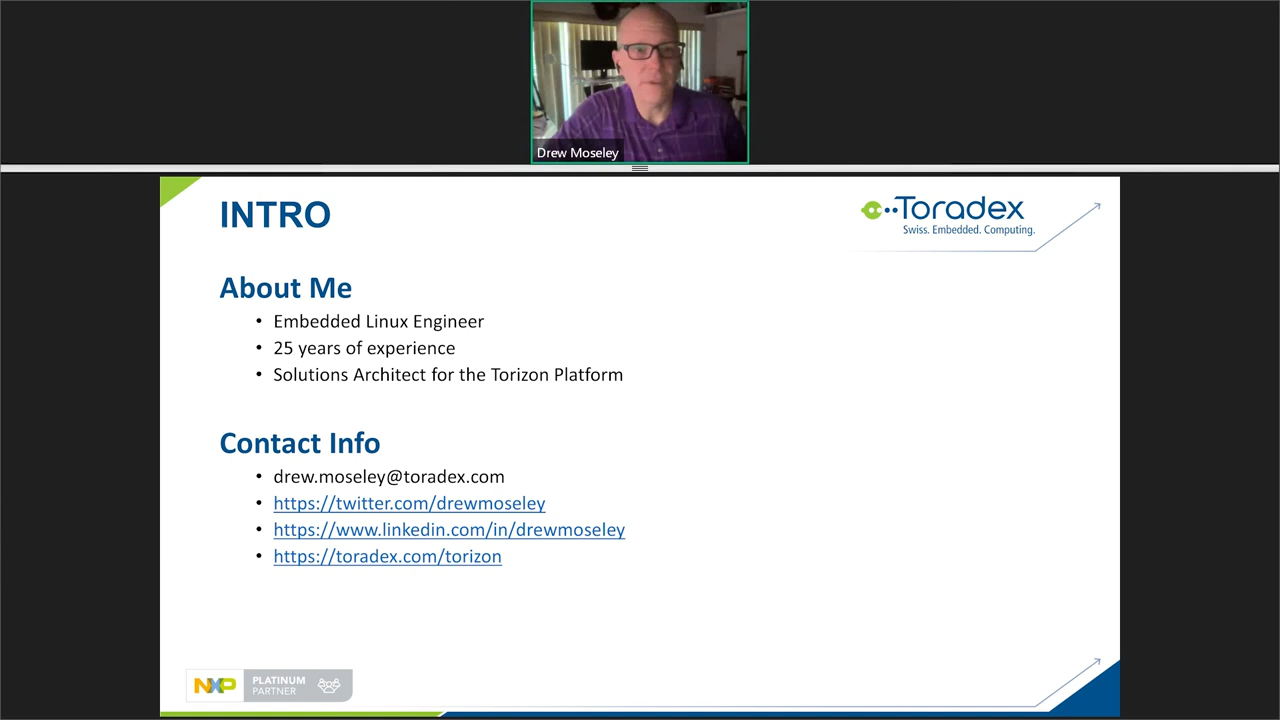 Drew Moseley
INTRO
Toradex
Swiss. Embedded. Computing.
About Me
• Embedded Linux Engineer
• 25 years of experience
• Solutions Architect for the Torizon Platform
Contact Info
• drew.moseley@toradex.com
• https://twitter.com/drewmoseley
• https://www.linkedin.com/in/drewmoseley
• https://toradex.com/torizon
NXP
PLATINUM
PARTNER